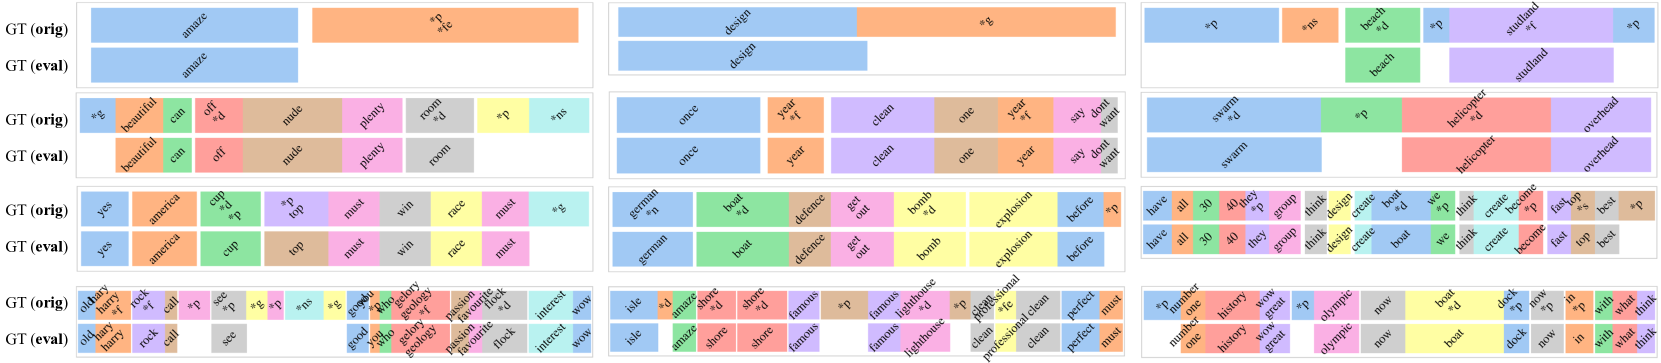 GT (orig) amaze *p *fe
GT (eval) amaze
GT (orig) design *g
GT (eval) design
GT (orig) *p *ns beach *d *p studland *f *p
GT (eval) beach studland
GT (orig) *g beautiful can off *d nude plenty room *d *p *ns
GT (eval) beautiful can off nude plenty room
once year *f clean one year *f say dont want
once year clean one year say dont want
swarm *d *p helicopter *d overhead
swarm helicopter overhead
GT (orig) yes america cup *d *p *p top must win race must *g
GT (eval) yes america cup top must win race must
german *n boat *d defence get out bomb *d explosion before *p
german boat defence get out bomb explosion before
have all 30 40 they *p group think design create boat *d we *p think create become *p fast top *s best *p
have all 30 40 they group think design create boat we think create become fast top best
GT (orig) old harry harry *f rock *f call *p see *p *g *p *ns *g good you *p who gelory geology *f passion favourite flock *d interest wow
GT (eval) old harry harry rock call see good you who gelory geology passion favourite flock interest wow
isle *d amaze shore *d shore *d famous *p famous lighthouse *d *p clean professional *fe clean perfect must
isle amaze shore shore famous famous lighthouse clean professional clean perfect must
*p number one history wow great *p olympic now boat *d dock *p now *p in *p with what think
number one history wow great olympic now boat dock now in with what think